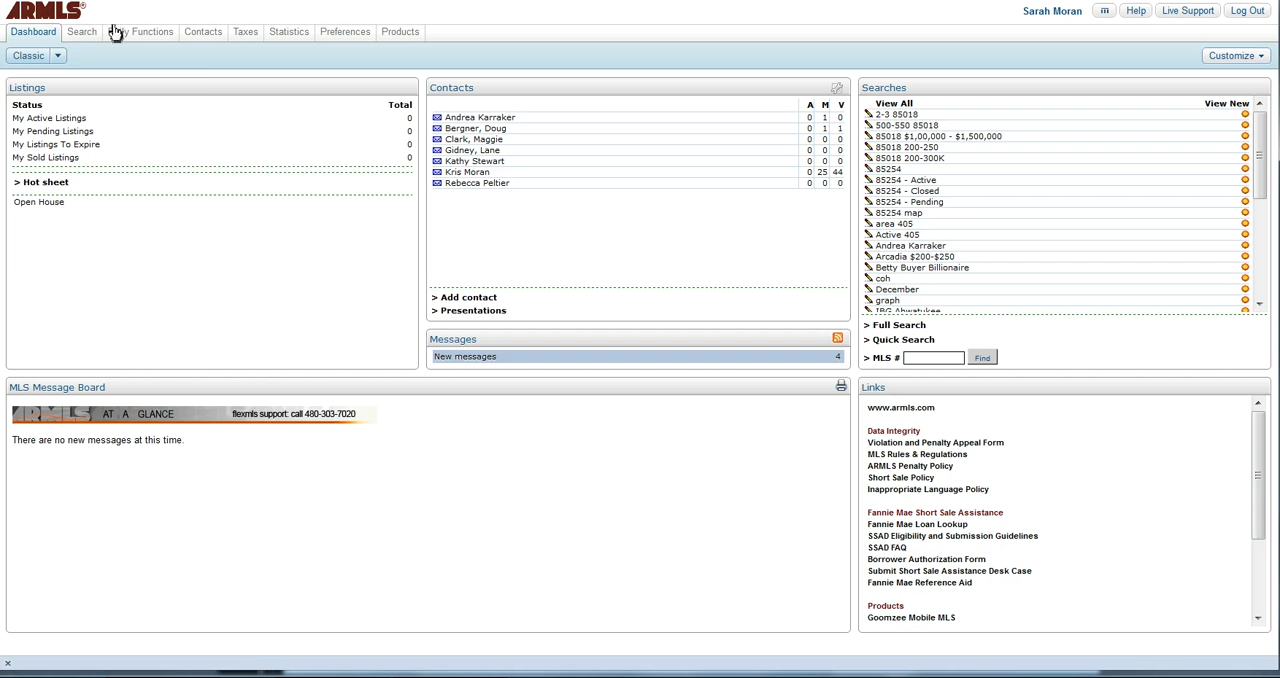 ARMLS®
Sarah Moran m Help Live Support Log Out
Dashboard Search Functions Contacts Taxes Statistics Preferences Products
Classic
Customize
Listings
Status Total
My Active Listings 0
My Pending Listings 0
My Listings To Expire 0
My Sold Listings 0
> Hot sheet
Open House
Contacts
A M V
Andrea Karraker 0 1 0
Bergner, Doug 0 1 1
Clark, Maggie 0 0 0
Gidney, Lane 0 0 0
Kathy Stewart 0 0 0
Kris Moran 0 25 44
Rebecca Peltier 0 0 0
> Add contact
> Presentations
Messages
New messages 4
Searches
View All View New
2-3 85018
500-550 85018
85018 $1,00,000 - $1,500,000
85018 200-250
85018 200-300K
85254
85254 - Active
85254 - Closed
85254 - Pending
85254 map
area 405
Active 405
Andrea Karraker
Arcadia $200-$250
Betty Buyer Billionaire
coh
December
graph
IBG Ahwatukee
> Full Search
> Quick Search
> MLS # Find
MLS Message Board
ARMLS AT A GLANCE flexmls support: call 480-303-7020
There are no new messages at this time.
Links
www.armls.com
Data Integrity
Violation and Penalty Appeal Form
MLS Rules & Regulations
ARMLS Penalty Policy
Short Sale Policy
Inappropriate Language Policy
Fannie Mae Short Sale Assistance
Fannie Mae Loan Lookup
SSAD Eligibility and Submission Guidelines
SSAD FAQ
Borrower Authorization Form
Submit Short Sale Assistance Desk Case
Fannie Mae Reference Aid
Products
Goomzee Mobile MLS